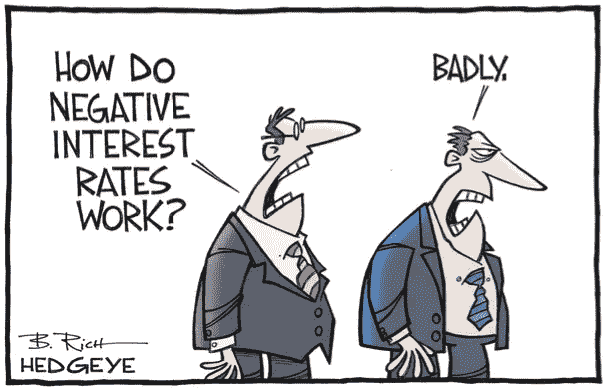 HOW DO
NEGATIVE
INTEREST
RATES
WORK?
BADLY.
B. RICH
HEDGEYE